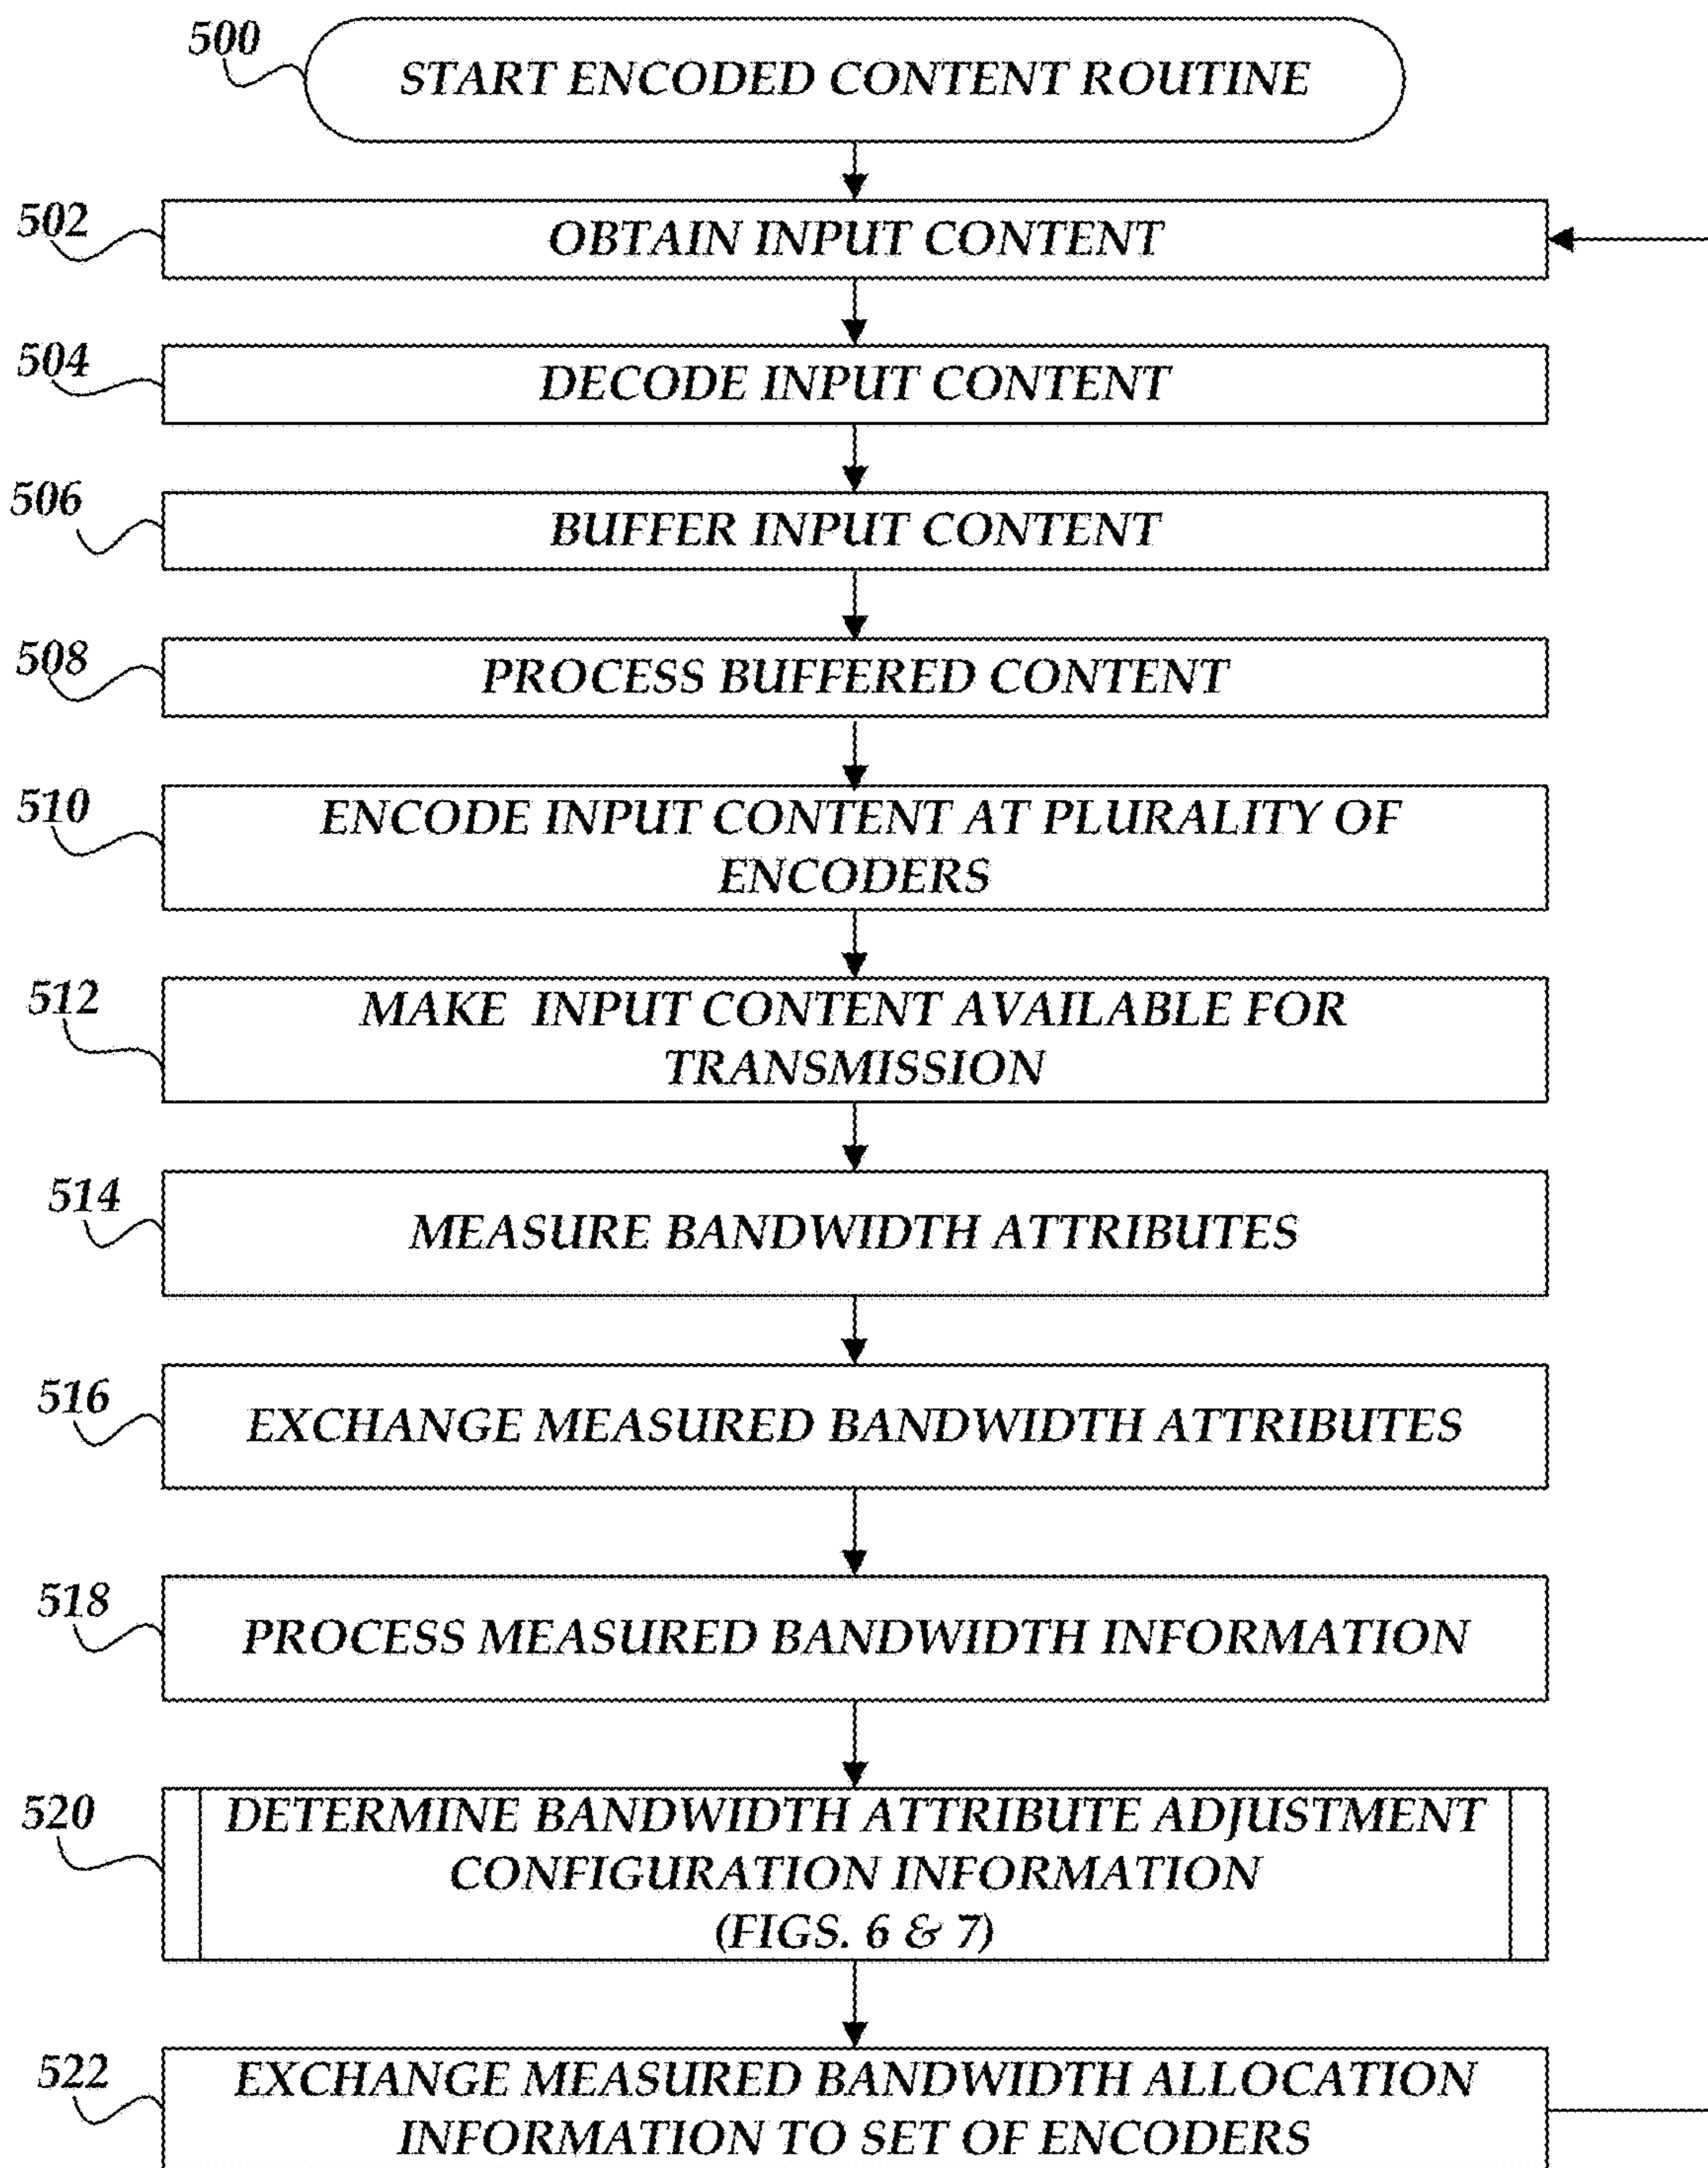 500
START ENCODED CONTENT ROUTINE
502
OBTAIN INPUT CONTENT
504
DECODE INPUT CONTENT
506
BUFFER INPUT CONTENT
508
PROCESS BUFFERED CONTENT
510
ENCODE INPUT CONTENT AT PLURALITY OF
ENCODERS
512
MAKE INPUT CONTENT AVAILABLE FOR
TRANSMISSION
514
MEASURE BANDWIDTH ATTRIBUTES
516
EXCHANGE MEASURED BANDWIDTH ATTRIBUTES
518
PROCESS MEASURED BANDWIDTH INFORMATION
520
DETERMINE BANDWIDTH ATTRIBUTE ADJUSTMENT
CONFIGURATION INFORMATION
(FIGS. 6 & 7)
522
EXCHANGE MEASURED BANDWIDTH ALLOCATION
INFORMATION TO SET OF ENCODERS